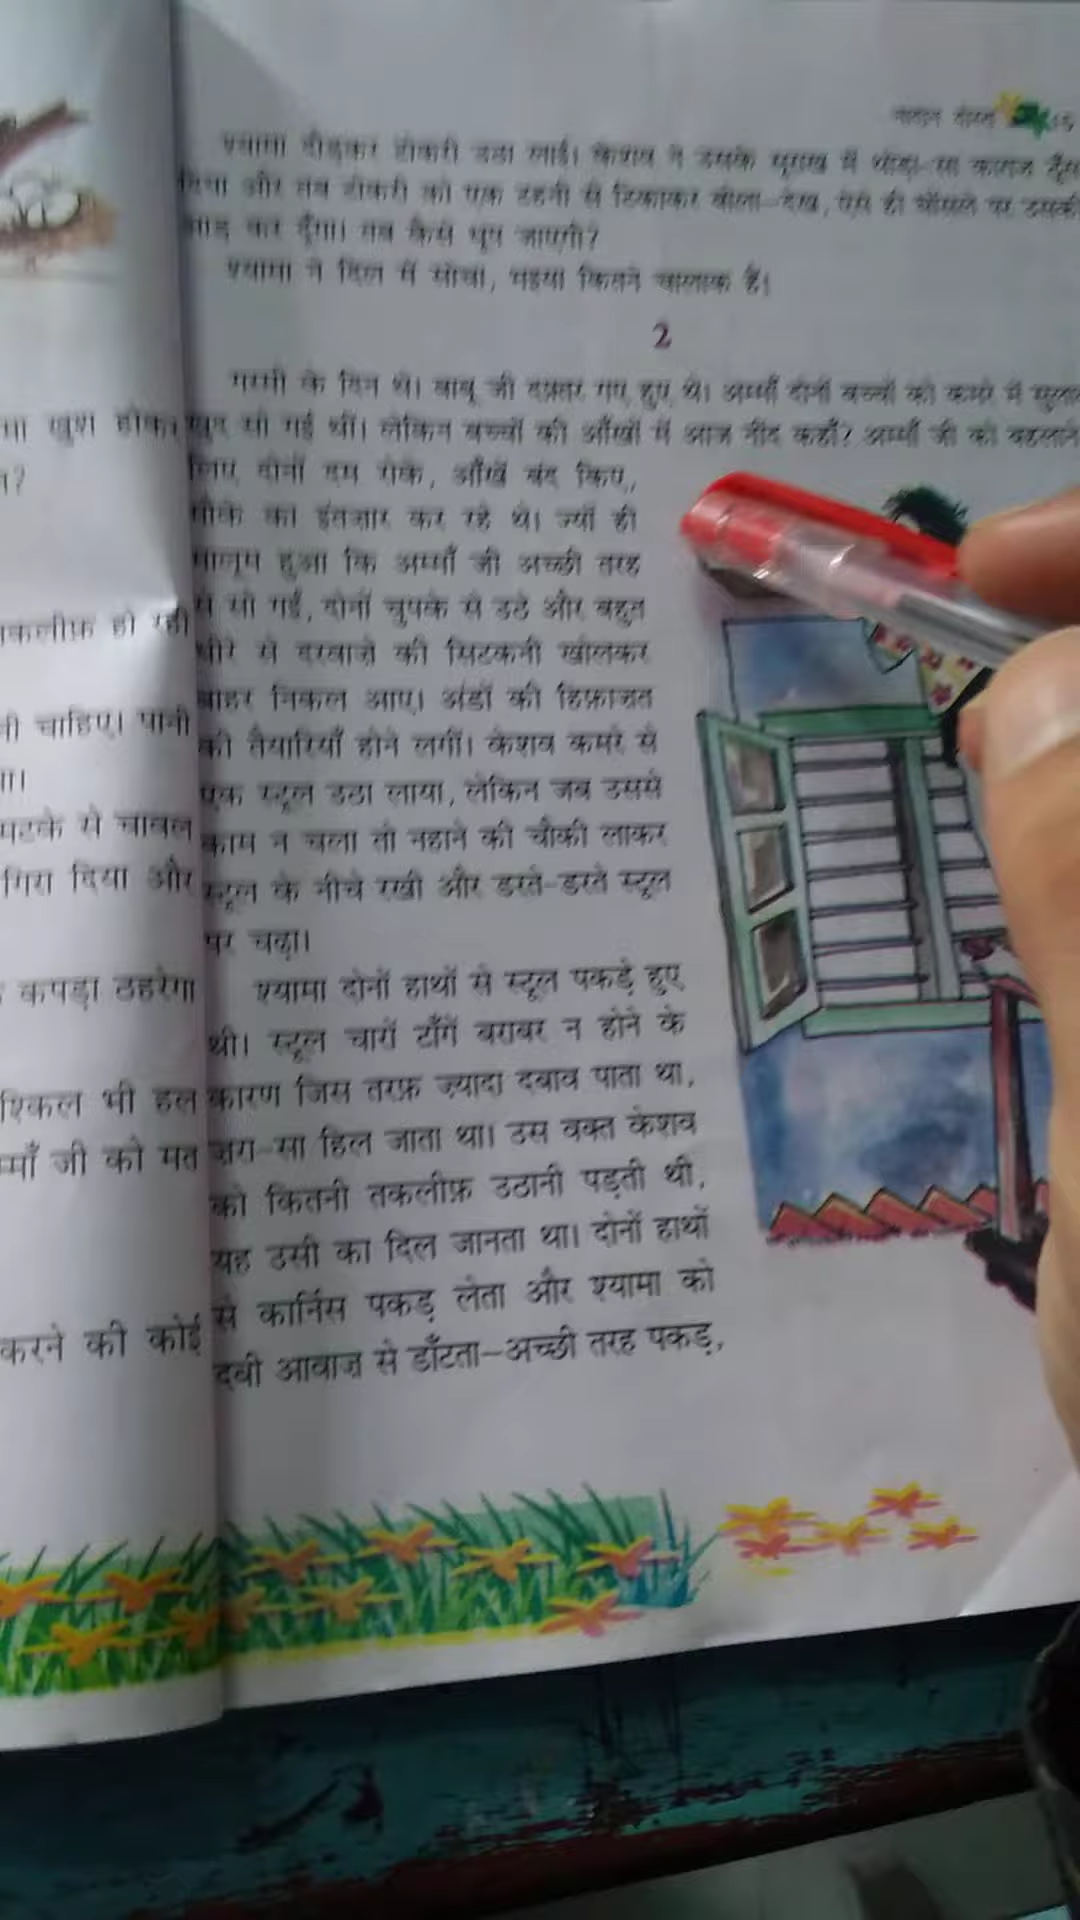 नादान दोस्त
श्यामा दौड़कर टोकरी उठा लाई। केशव ने उसके सूराख में थोड़ा-सा कागज़ ठूँस
दिया और तब टोकरी को एक टहनी से टिकाकर बोला-देख, ऐसे ही घोंसले पर उसकी
आड़ कर दूँगा। तब कैसे धूप जाएगी?
श्यामा ने दिल में सोचा, भइया कितने चालाक हैं।
2
गरमी के दिन थे। बाबू जी दफ़्तर गए हुए थे। अम्माँ दोनों बच्चों को कमरे में
खुद सो गई थीं। लेकिन बच्चों की आँखों में आज नींद कहाँ? अम्माँ जी को बहलाने
लिए दोनों दम रोके, आँखें बंद किए,
मौके का इंतज़ार कर रहे थे। ज्यों ही
मालूम हुआ कि अम्माँ जी अच्छी तरह
से सो गईं, दोनों चुपके से उठे और बहुत
धीरे से दरवाज़े की सिटकनी खोलकर
बाहर निकल आए। अंडों की हिफ़ाज़त
की तैयारियाँ होने लगीं। केशव कमरे से
एक स्टूल उठा लाया, लेकिन जब उससे
काम न चला तो नहाने की चौकी लाकर
स्टूल के नीचे रखी और डरते-डरते स्टूल
पर चढ़ा।
श्यामा दोनों हाथों से स्टूल पकड़े हुए
थी। स्टूल चारों टाँगें बराबर न होने के
कारण जिस तरफ़ ज़्यादा दबाव पाता था,
ज़रा-सा हिल जाता था। उस वक्त केशव
को कितनी तकलीफ़ उठानी पड़ती थी,
यह उसी का दिल जानता था। दोनों हाथों
से कार्निस पकड़ लेता और श्यामा को
दबी आवाज़ से डाँटता-अच्छी तरह पकड़,
खुश होकर
तकलीफ़ हो रही
चाहिए। पानी
मटके से चावल
गिरा दिया और
कपड़ा ठहरेगा
भी हल
जी को मत
करने की कोई